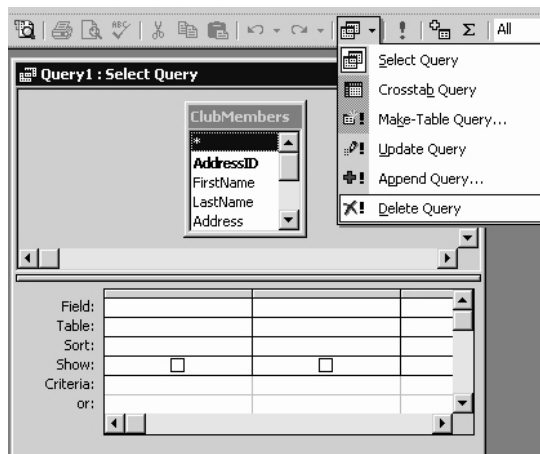 ABC
All
Query1 : Select Query
Select Query
Crosstab Query
Make-Table Query...
Update Query
Append Query...
Delete Query
ClubMembers
*
AddressID
FirstName
LastName
Address
Field:
Table:
Sort:
Show:
Criteria:
or: